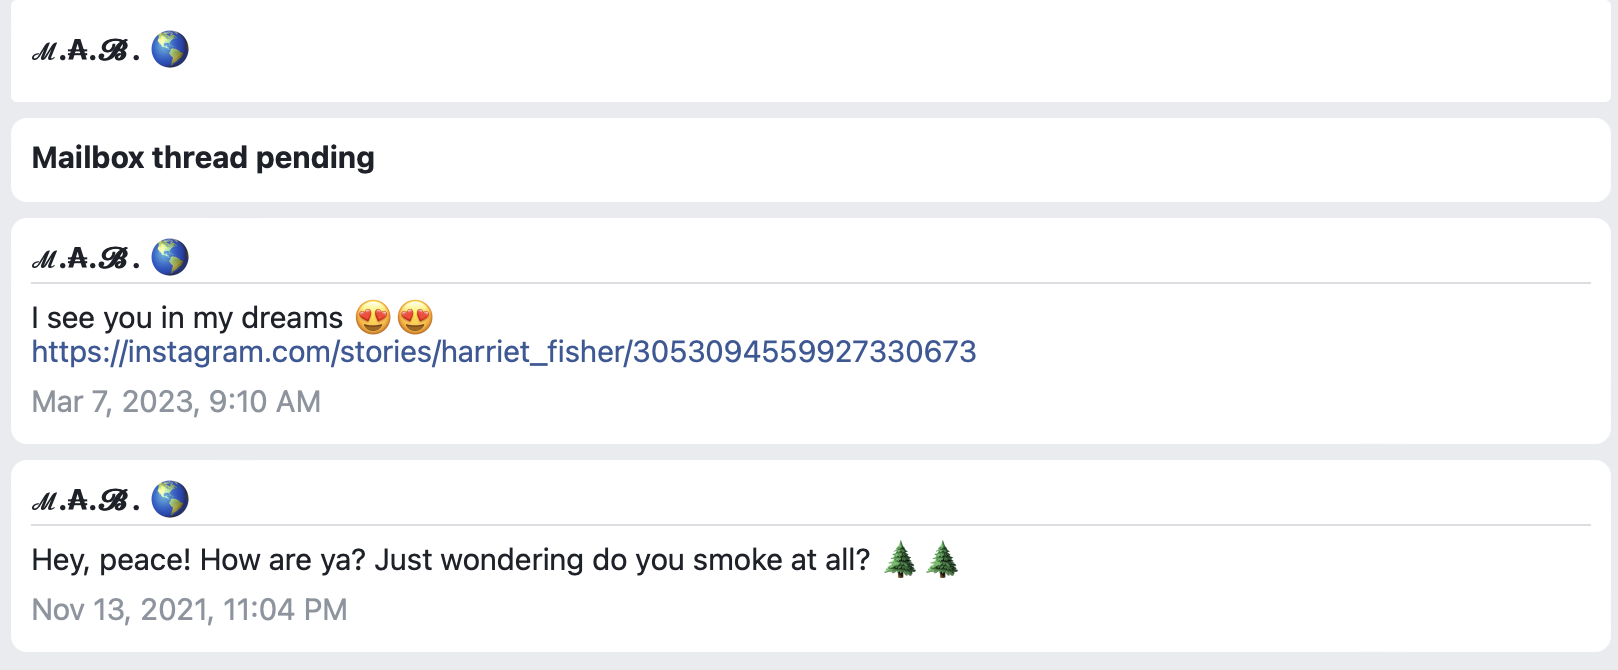 ℳ.₳.ℬ. 🌎
Mailbox thread pending
ℳ.₳.ℬ. 🌎
I see you in my dreams 😍😍
https://instagram.com/stories/harriet_fisher/3053094559927330673
Mar 7, 2023, 9:10 AM
ℳ.₳.ℬ. 🌎
Hey, peace! How are ya? Just wondering do you smoke at all? 🌲🌲
Nov 13, 2021, 11:04 PM